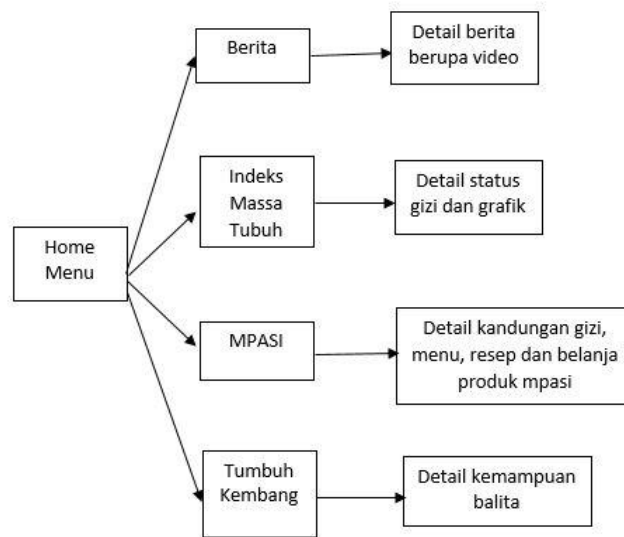 Home
Menu
Berita
Detail berita
berupa video
Indeks
Massa
Tubuh
Detail status
gizi dan grafik
MPASI
Detail kandungan gizi,
menu, resep dan belanja
produk mpasi
Tumbuh
Kembang
Detail kemampuan
balita